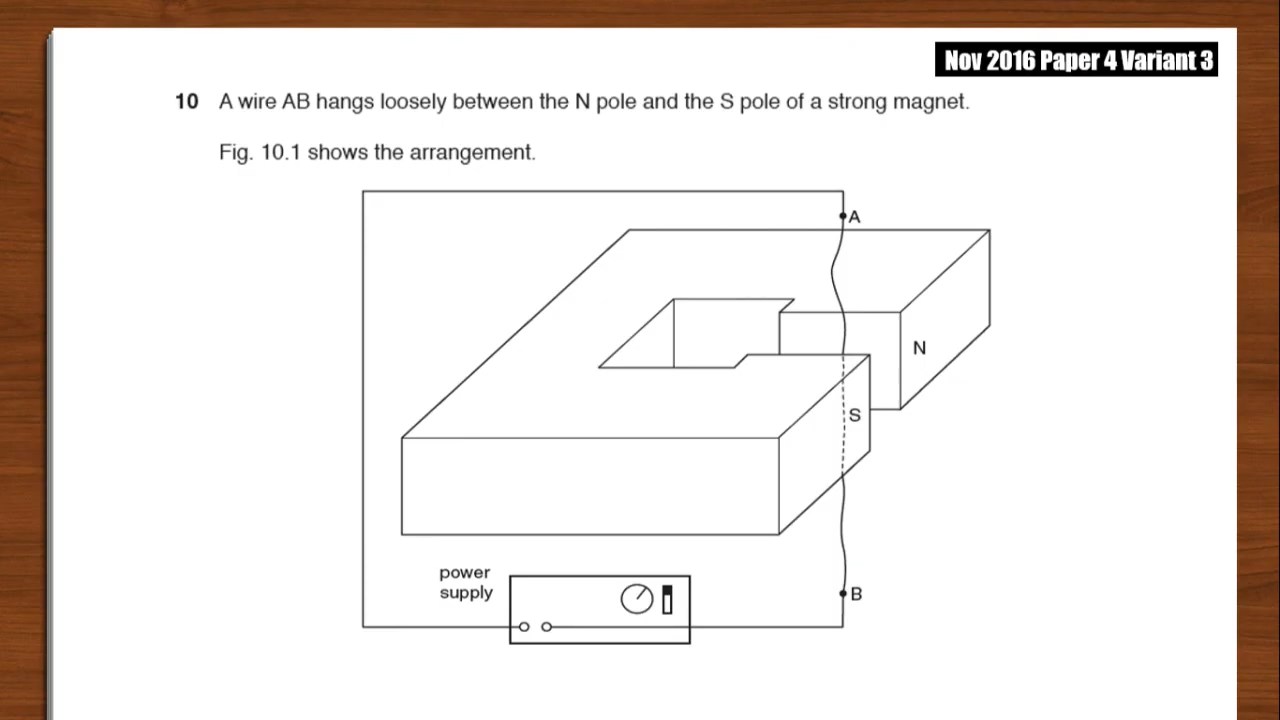 Nov 2016 Paper 4 Variant 3
10 A wire AB hangs loosely between the N pole and the S pole of a strong magnet.
Fig. 10.1 shows the arrangement.
A
N
S
power
supply
B